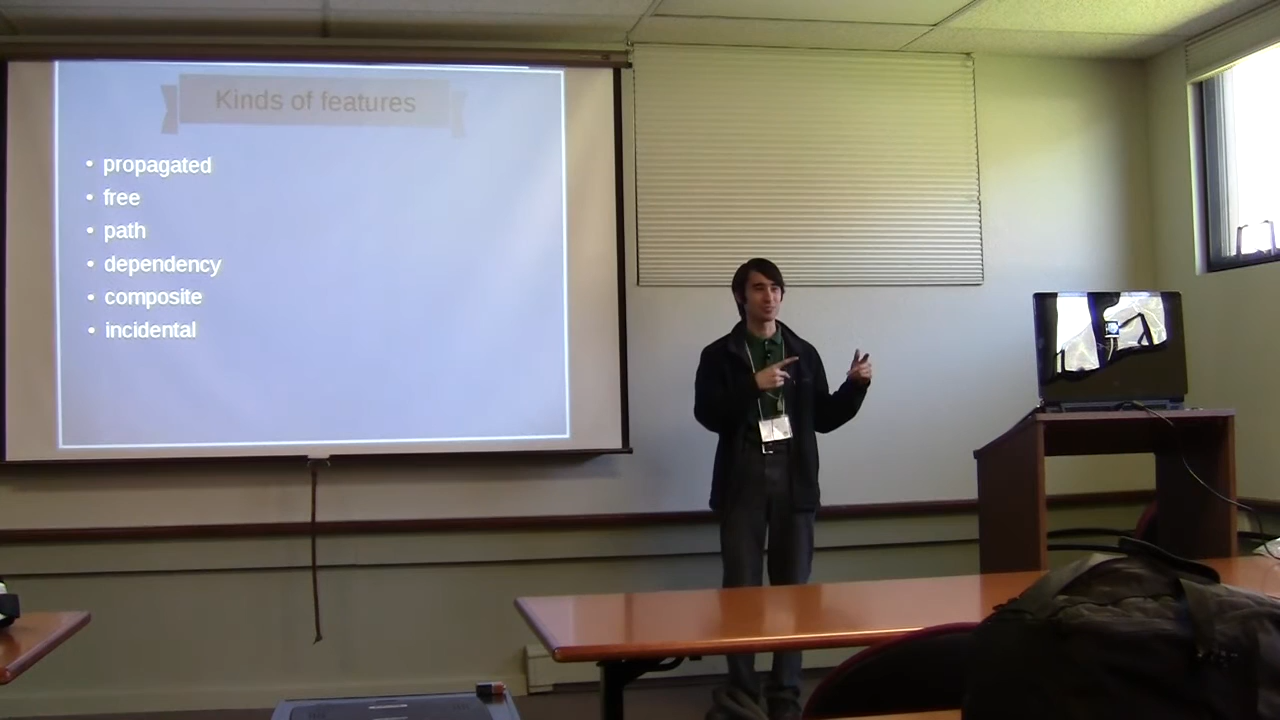 Kinds of features
• propagated
• free
• path
• dependency
• composite
• incidental